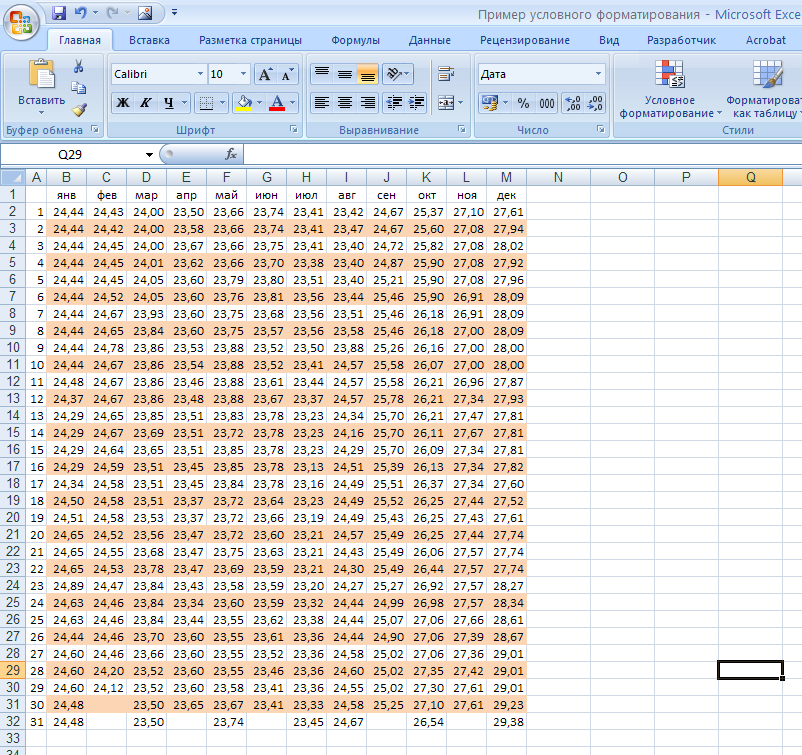 Пример условного форматирования - Microsoft Exce
Главная Вставка Разметка страницы Формулы Данные Рецензирование Вид Разработчик Acrobat
Calibri 10 А А Дата
Вставить Ж К Ч % 000 Условное форматирование Форматироват как таблицу
Буфер обмена Шрифт Выравнивание Число Стили
Q29 fx
A B C D E F G H I J K L M N O P Q
1 янв фев мар апр май июн июл авг сен окт ноя дек
2 1 24,44 24,43 24,00 23,50 23,66 23,74 23,41 23,42 24,67 25,37 27,10 27,61
3 2 24,44 24,42 24,00 23,58 23,66 23,74 23,41 23,47 24,67 25,60 27,08 27,94
4 3 24,44 24,45 24,00 23,67 23,66 23,75 23,41 23,40 24,72 25,82 27,08 28,02
5 4 24,44 24,45 24,01 23,62 23,66 23,70 23,38 23,40 24,87 25,90 27,08 27,92
6 5 24,44 24,45 24,05 23,60 23,79 23,80 23,51 23,40 25,21 25,90 27,08 27,96
7 6 24,44 24,52 24,05 23,60 23,76 23,81 23,56 23,44 25,46 25,90 26,91 28,09
8 7 24,44 24,67 23,93 23,60 23,75 23,68 23,56 23,51 25,46 26,18 26,91 28,09
9 8 24,44 24,65 23,84 23,60 23,75 23,57 23,56 23,58 25,46 26,18 27,00 28,09
10 9 24,44 24,78 23,86 23,53 23,88 23,52 23,50 23,88 25,26 26,16 27,00 28,00
11 10 24,44 24,67 23,86 23,54 23,88 23,52 23,41 24,57 25,58 26,07 27,00 28,00
12 11 24,48 24,67 23,86 23,46 23,88 23,61 23,44 24,57 25,58 26,21 26,96 27,87
13 12 24,37 24,67 23,86 23,48 23,88 23,67 23,37 24,57 25,78 26,21 27,34 27,93
14 13 24,29 24,65 23,85 23,51 23,83 23,78 23,23 24,34 25,70 26,21 27,47 27,81
15 14 24,29 24,67 23,69 23,51 23,72 23,78 23,23 24,16 25,70 26,11 27,67 27,81
16 15 24,29 24,64 23,65 23,51 23,85 23,78 23,23 24,29 25,70 26,09 27,34 27,81
17 16 24,29 24,59 23,51 23,45 23,85 23,78 23,13 24,51 25,39 26,13 27,34 27,82
18 17 24,34 24,58 23,51 23,45 23,84 23,78 23,16 24,49 25,51 26,37 27,34 27,60
19 18 24,50 24,58 23,51 23,37 23,72 23,64 23,23 24,49 25,52 26,25 27,44 27,52
20 19 24,51 24,58 23,53 23,37 23,72 23,66 23,19 24,49 25,43 26,25 27,43 27,61
21 20 24,65 24,52 23,56 23,47 23,72 23,60 23,21 24,57 25,49 26,25 27,44 27,74
22 21 24,65 24,55 23,68 23,47 23,75 23,63 23,21 24,43 25,49 26,06 27,57 27,74
23 22 24,65 24,53 23,78 23,47 23,69 23,59 23,21 24,30 25,49 26,44 27,57 27,74
24 23 24,89 24,47 23,84 23,43 23,58 23,59 23,20 24,27 25,27 26,92 27,57 28,27
25 24 24,63 24,46 23,84 23,34 23,60 23,59 23,32 24,44 24,99 26,98 27,57 28,34
26 25 24,63 24,46 23,84 23,44 23,55 23,62 23,38 24,44 25,07 27,06 27,66 28,61
27 26 24,44 24,46 23,70 23,60 23,55 23,61 23,36 24,44 24,90 27,06 27,39 28,67
28 27 24,60 24,46 23,66 23,60 23,55 23,52 23,36 24,58 25,02 27,06 27,36 29,01
29 28 24,60 24,20 23,52 23,60 23,55 23,46 23,36 24,60 25,02 27,35 27,42 29,01
30 29 24,60 24,12 23,52 23,60 23,58 23,41 23,36 24,55 25,02 27,30 27,61 29,01
31 30 24,48 23,50 23,65 23,67 23,41 23,33 24,58 25,25 27,10 27,61 29,23
32 31 24,48 23,50 23,74 23,45 24,67 26,54 29,38
33